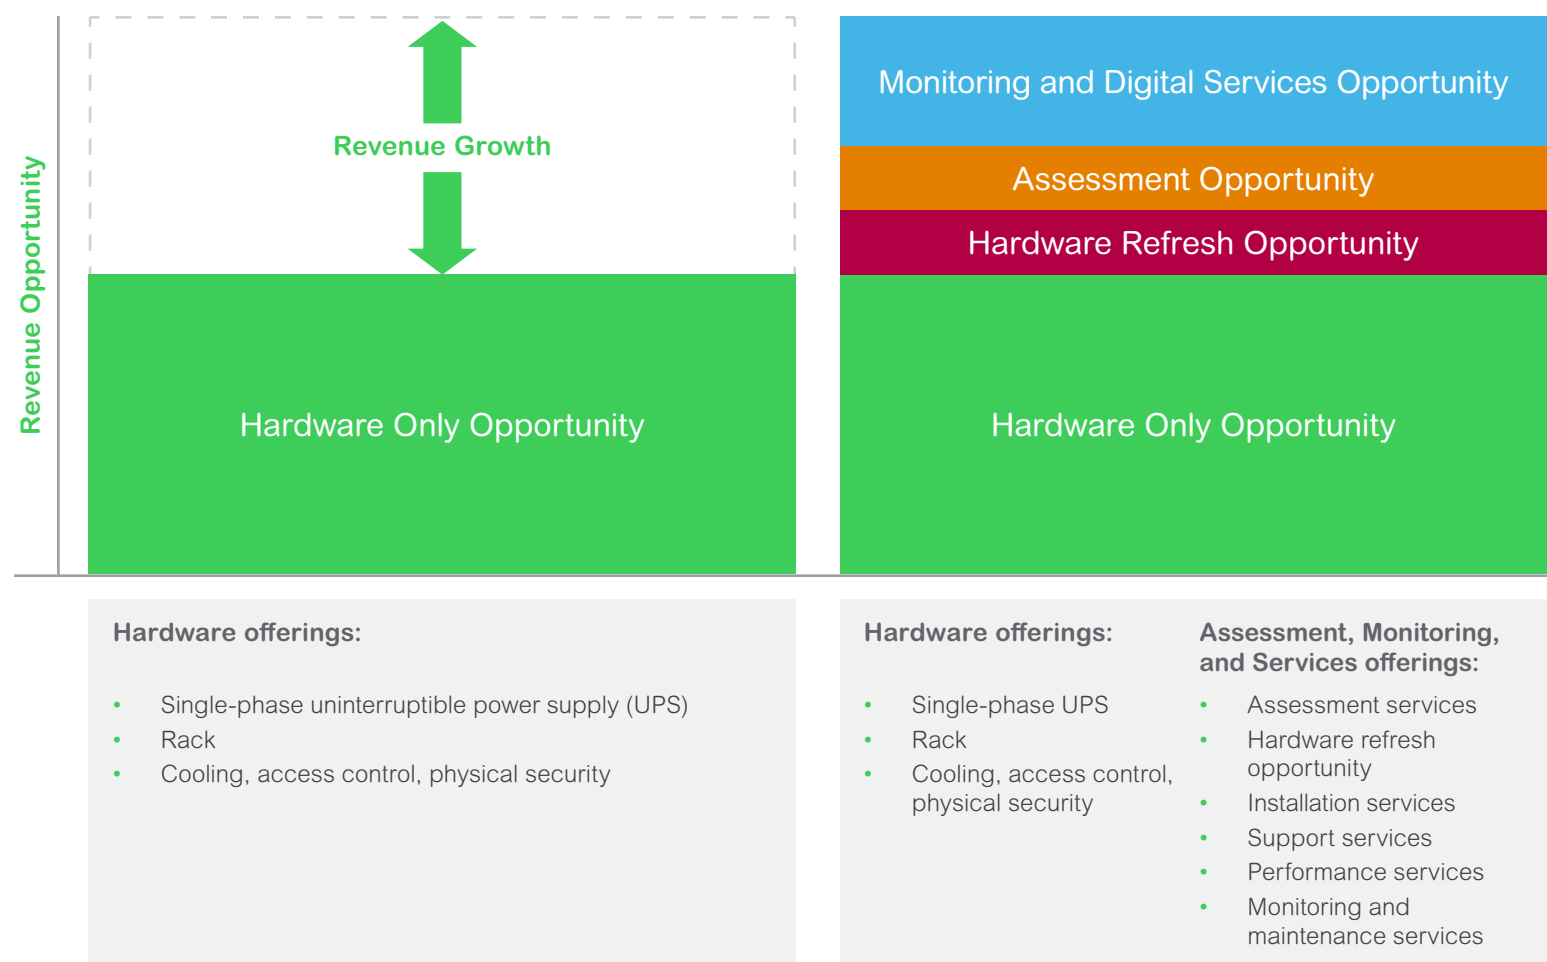 Revenue Opportunity
Revenue Growth
Hardware Only Opportunity
Monitoring and Digital Services Opportunity
Assessment Opportunity
Hardware Refresh Opportunity
Hardware Only Opportunity
Hardware offerings:
• Single-phase uninterruptible power supply (UPS)
• Rack
• Cooling, access control, physical security
Hardware offerings:
• Single-phase UPS
• Rack
• Cooling, access control,
physical security
Assessment, Monitoring,
and Services offerings:
• Assessment services
• Hardware refresh
opportunity
• Installation services
• Support services
• Performance services
• Monitoring and
maintenance services